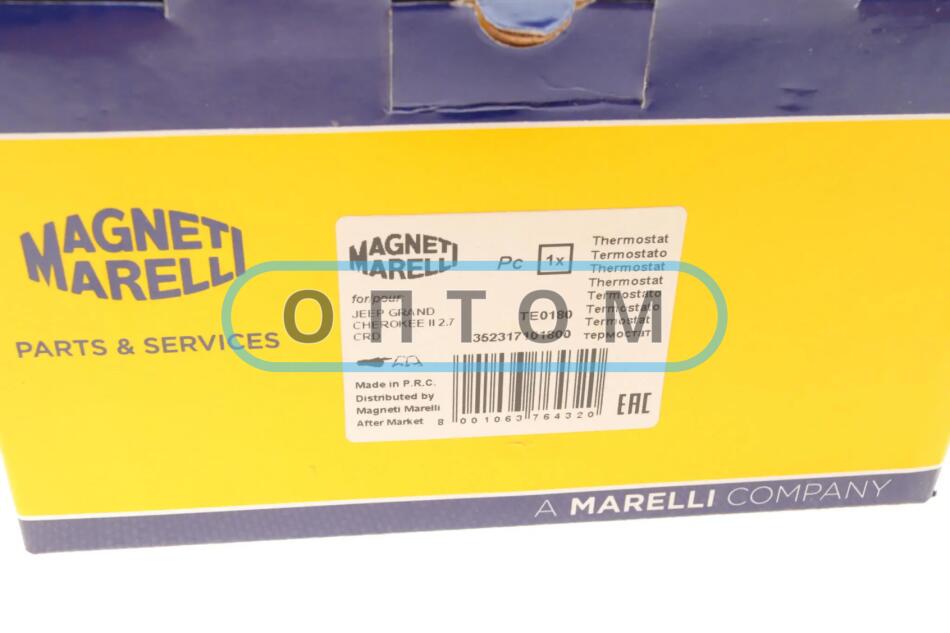 MAGNETI
MARELLI
PARTS & SERVICES
MAGNETI
MARELLI
Pc 1x
Thermostat
Termostato
Thermostat
Thermostat
Termostato
Termostato
Termostat
термостат
for/pour:
JEEP GRAND
CHEROKEE II 2.7
CRD
TE0180
352317101800
ОПТОМ
Made in P.R.C.
Distributed by
Magneti Marelli
After Market
8 001063 764320
EAC
A MARELLI COMPANY